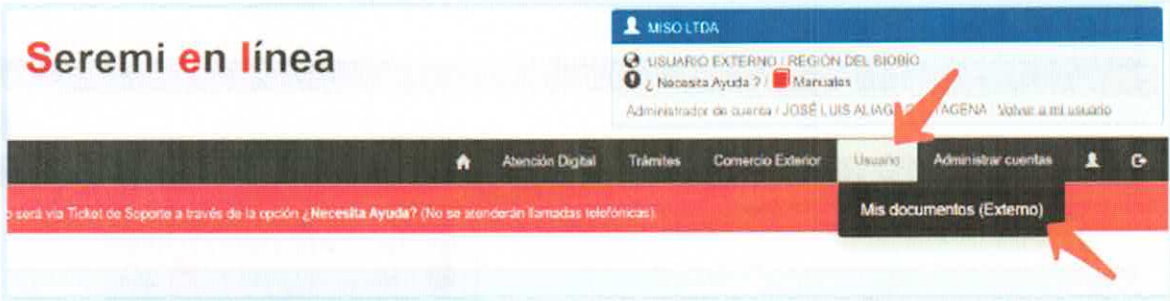 MISO LTDA
Seremi en línea
USUARIO EXTERNO / REGIÓN DEL BIOBÍO
¿ Necesita Ayuda ? / Manuales
Administrador de cuenta / JOSÉ LUIS Volver a mi usuario
Atención Digital Trámites Comercio Exterior Usuario Administrar cuentas
o será vía Ticket de Soporte a través de la opción ¿Necesita Ayuda? (No se atenderán llamadas telefónicas).
Mis documentos (Externo)